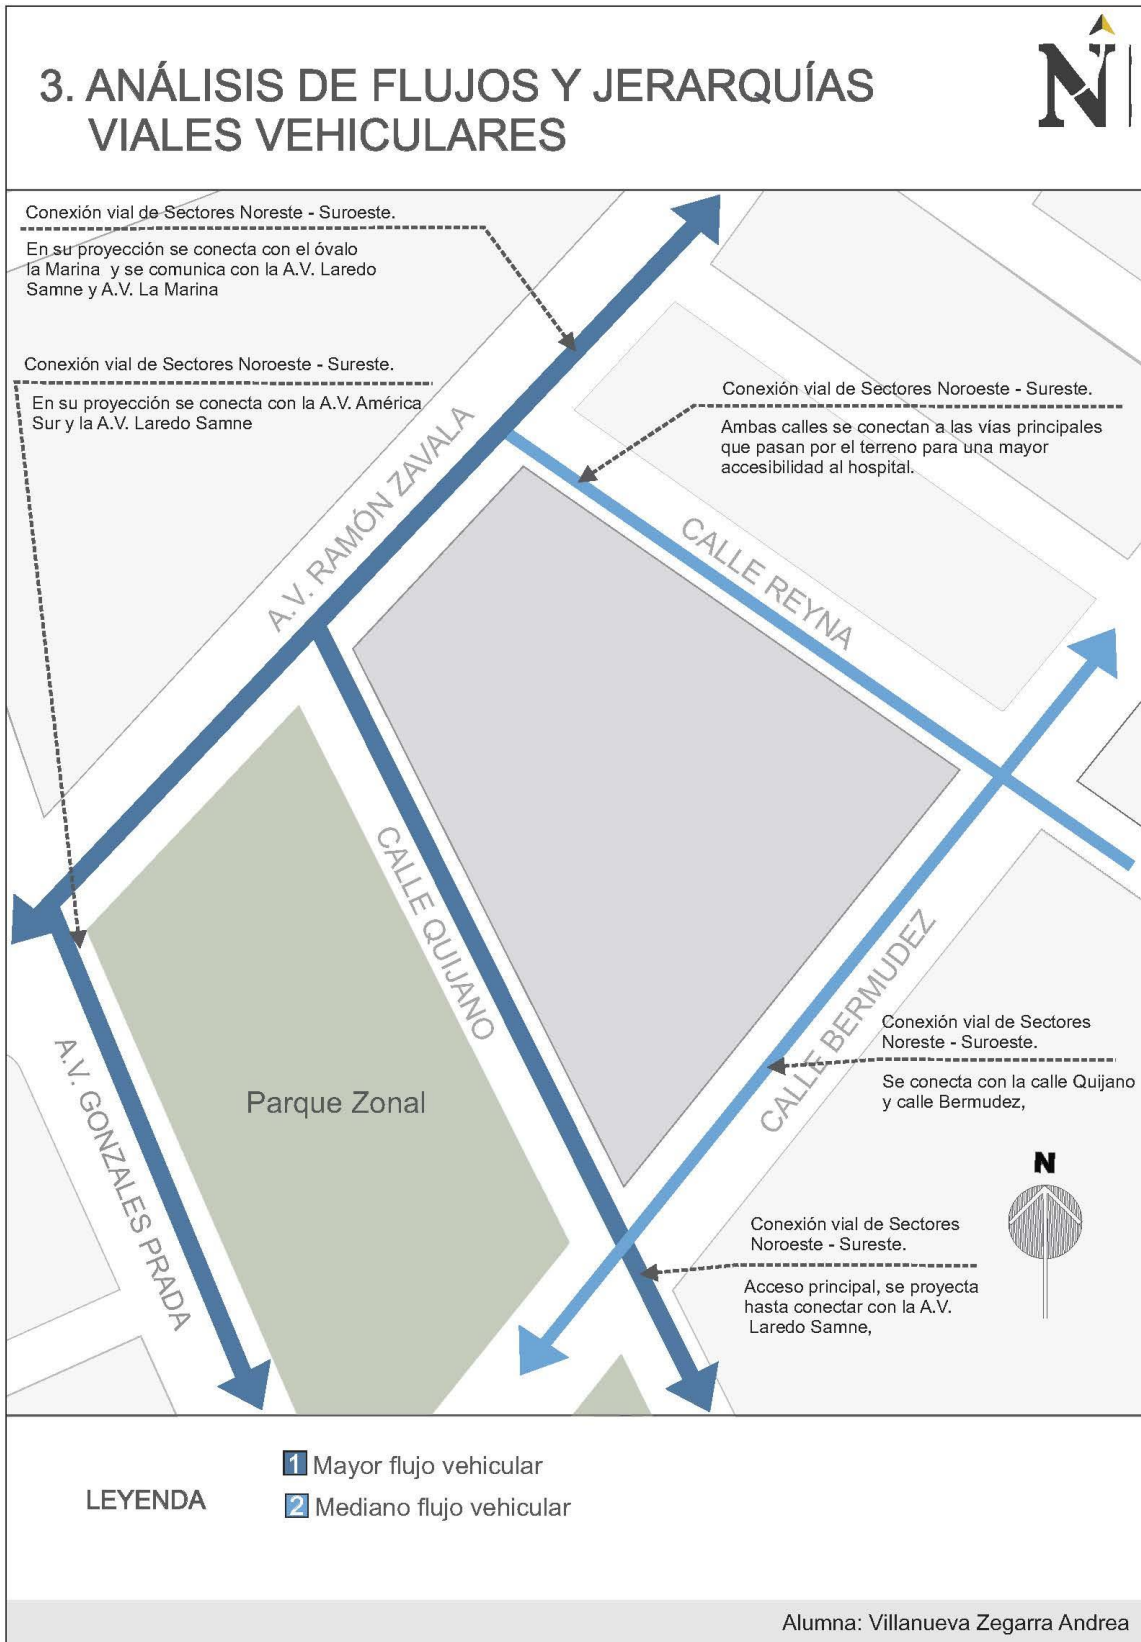 3. ANÁLISIS DE FLUJOS Y JERARQUÍAS
VIALES VEHICULARES
N
Conexión vial de Sectores Noreste - Suroeste.
En su proyección se conecta con el óvalo
la Marina y se comunica con la A.V. Laredo
Samne y A.V. La Marina
Conexión vial de Sectores Noroeste - Sureste.
En su proyección se conecta con la A.V. América
Sur y la A.V. Laredo Samne
Conexión vial de Sectores Noroeste - Sureste.
Ambas calles se conectan a las vías principales
que pasan por el terreno para una mayor
accesibilidad al hospital.
A.V. RAMÓN ZAVALA
CALLE REYNA
CALLE QUIJANO
CALLE BERMUDEZ
A.V. GONZALES PRADA
Parque Zonal
Conexión vial de Sectores
Noreste - Suroeste.
Se conecta con la calle Quijano
y calle Bermudez,
N
Conexión vial de Sectores
Noroeste - Sureste.
Acceso principal, se proyecta
hasta conectar con la A.V.
Laredo Samne,
LEYENDA
1 Mayor flujo vehicular
2 Mediano flujo vehicular
Alumna: Villanueva Zegarra Andrea